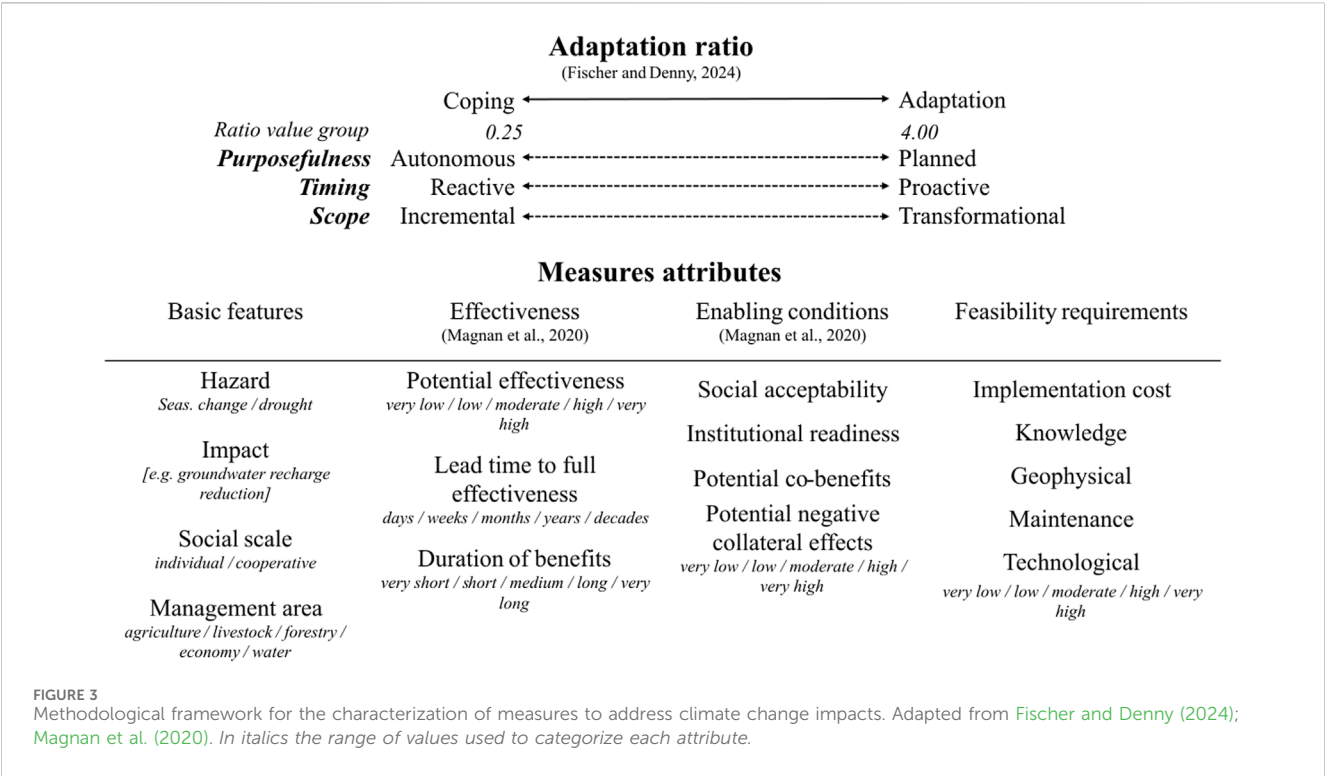 Adaptation ratio
(Fischer and Denny, 2024)
Coping Adaptation
Ratio value group 0.25 4.00
Purposefulness Autonomous Planned
Timing Reactive Proactive
Scope Incremental Transformational
Measures attributes
Basic features
Hazard
Seas. change / drought
Impact
[e.g. groundwater recharge
reduction]
Social scale
individual / cooperative
Management area
agriculture / livestock / forestry /
economy / water
Effectiveness
(Magnan et al., 2020)
Potential effectiveness
very low / low / moderate / high / very
high
Lead time to full
effectiveness
days / weeks / months / years / decades
Duration of benefits
very short / short / medium / long / very
long
Enabling conditions
(Magnan et al., 2020)
Social acceptability
Institutional readiness
Potential co-benefits
Potential negative
collateral effects
very low / low / moderate / high /
very high
Feasibility requirements
Implementation cost
Knowledge
Geophysical
Maintenance
Technological
very low / low / moderate / high / very
high
FIGURE 3
Methodological framework for the characterization of measures to address climate change impacts. Adapted from Fischer and Denny (2024);
Magnan et al. (2020). In italics the range of values used to categorize each attribute.